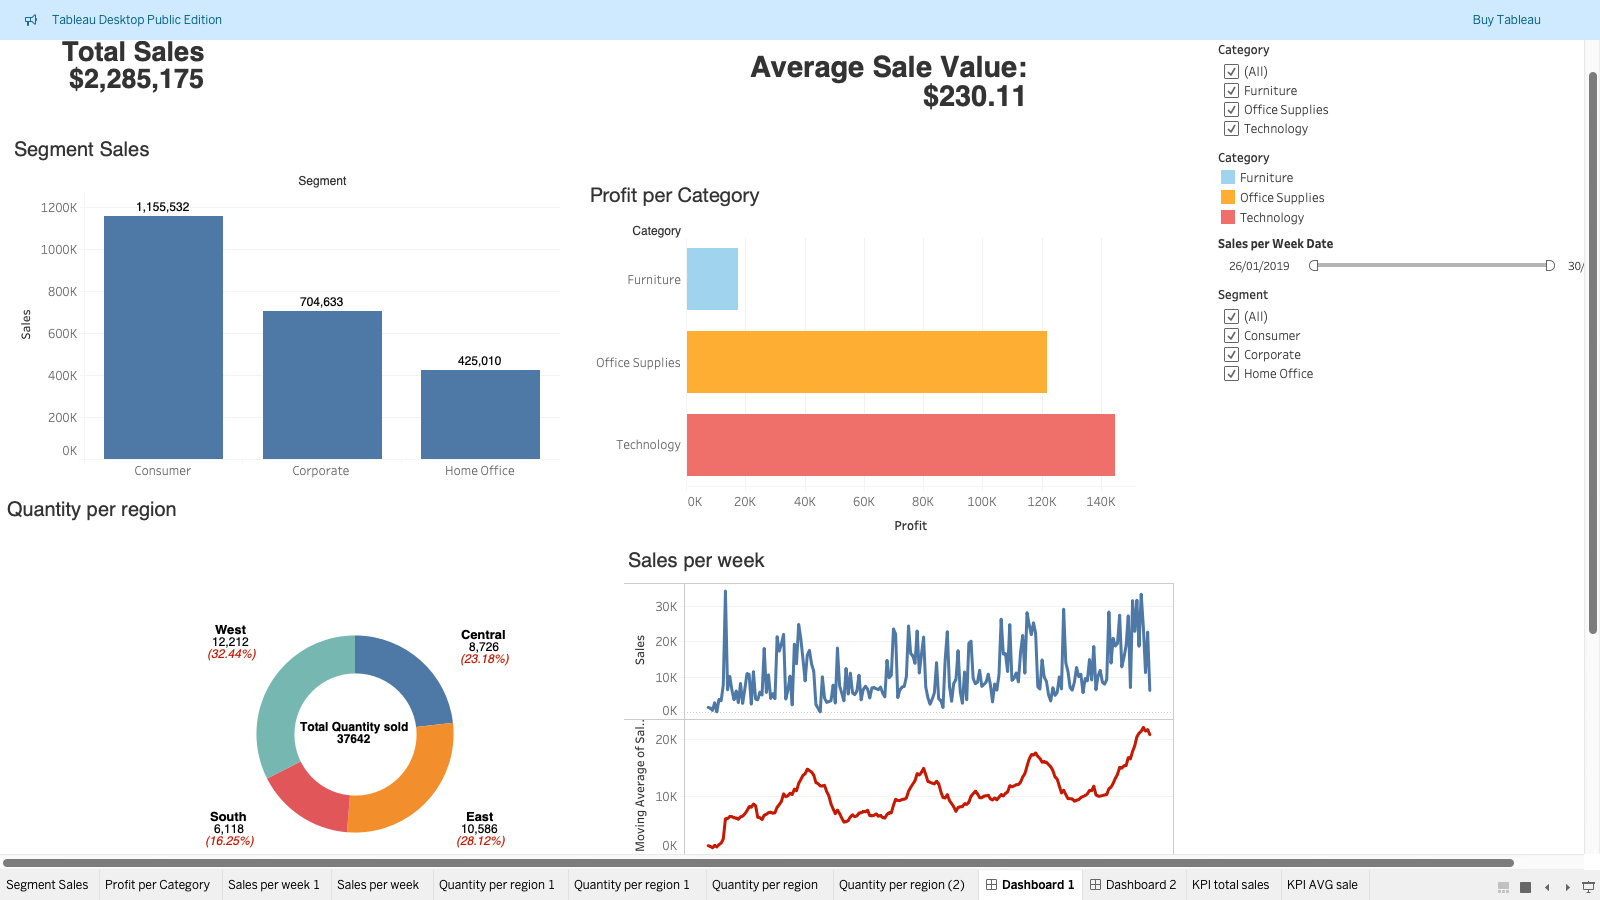 Tableau Desktop Public Edition
Buy Tableau
Total Sales
$2,285,175
Average Sale Value:
$230.11
Segment Sales
Segment
1200K
1000K
800K
600K
400K
200K
0K
Sales
1,155,532
704,633
425,010
Consumer
Corporate
Home Office
Profit per Category
Category
Furniture
Office Supplies
Technology
0K
20K
40K
60K
80K
100K
120K
140K
Profit
Category
(All)
Furniture
Office Supplies
Technology
Category
Furniture
Office Supplies
Technology
Sales per Week Date
26/01/2019
30/
Segment
(All)
Consumer
Corporate
Home Office
Quantity per region
West
12,212
(32.44%)
Central
8,726
(23.18%)
Total Quantity sold
37642
South
6,118
(16.25%)
East
10,586
(28.12%)
Sales per week
30K
20K
10K
0K
Sales
20K
10K
0K
Moving Average of Sal..
Segment Sales
Profit per Category
Sales per week 1
Sales per week
Quantity per region 1
Quantity per region 1
Quantity per region
Quantity per region (2)
Dashboard 1
Dashboard 2
KPI total sales
KPI AVG sale